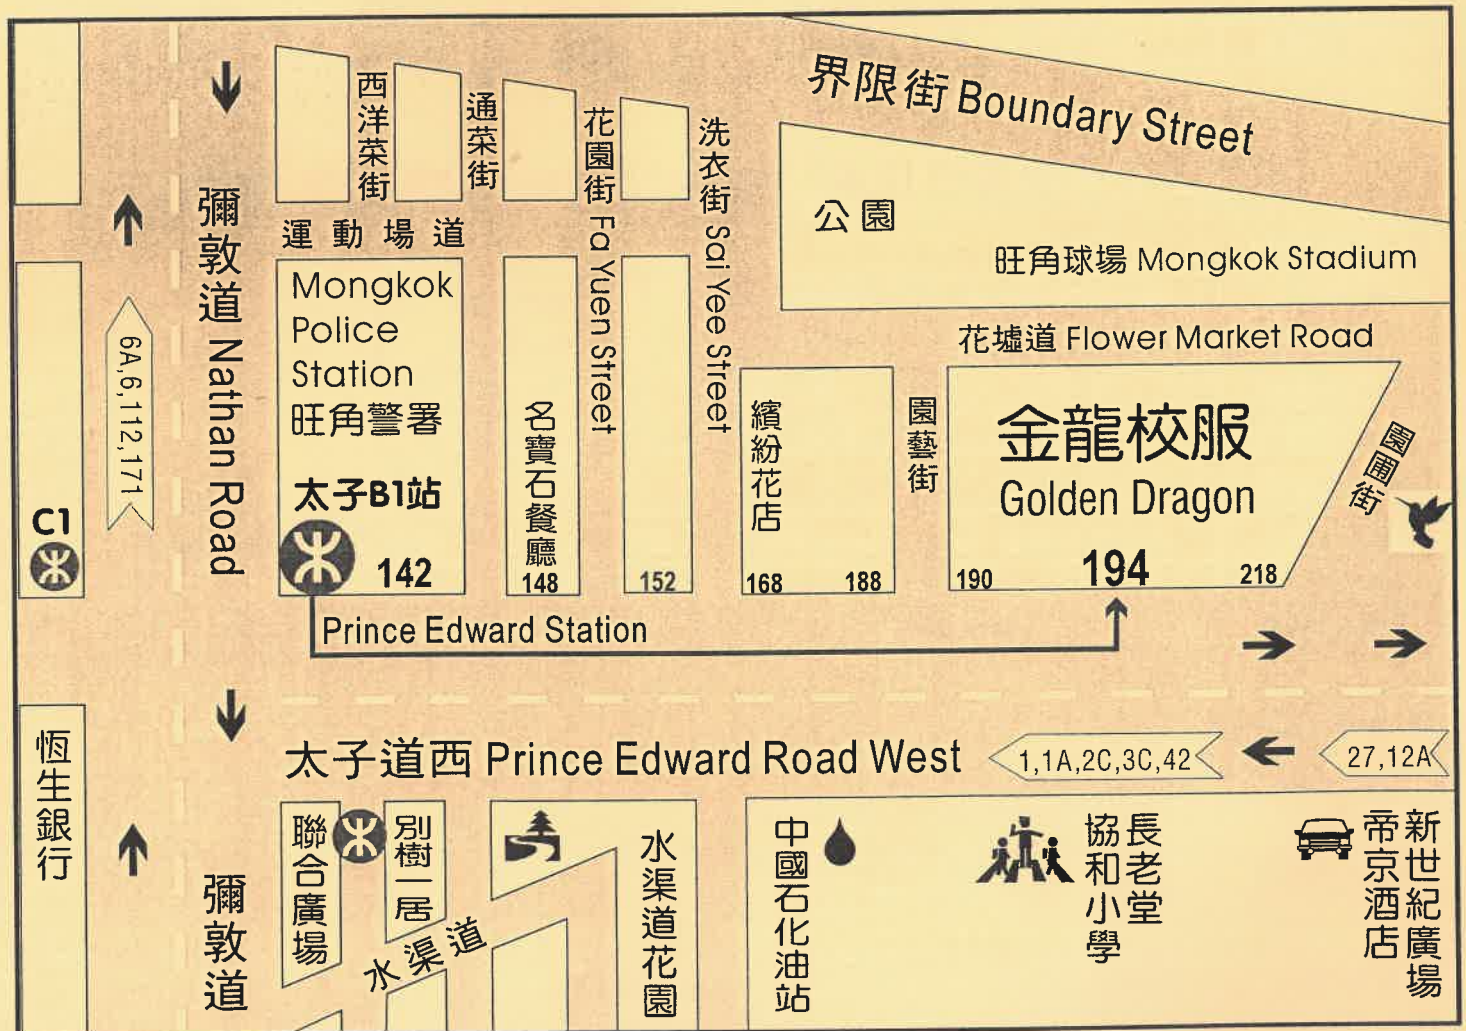 界限街 Boundary Street
西洋菜街
通菜街
花園街 Fa Yuen Street
洗衣街 Sai Yee Street
公園
旺角球場 Mongkok Stadium
運動場道
彌敦道 Nathan Road
6A,6,112,171
C1
Mongkok
Police
Station
旺角警署
太子B1站
142
名寶石餐廳
148
152
繽紛花店
168
188
園藝街
花墟道 Flower Market Road
金龍校服
Golden Dragon
190
194
218
園圃街
Prince Edward Station
太子道西 Prince Edward Road West
1,1A,2C,3C,42
27,12A
恆生銀行
彌敦道
聯合廣場
別樹一居
水渠道
水渠道花園
中國石化油站
長老堂
協和小學
新世紀廣場
帝京酒店